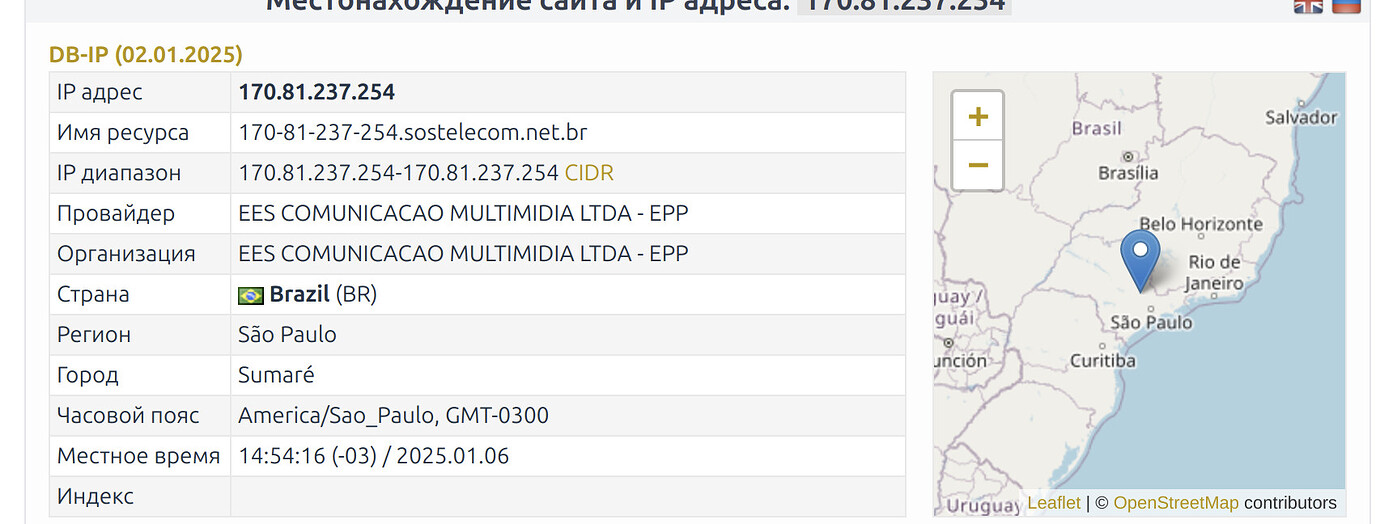 Местонахождение сайта и IP адреса: 170.81.237.254
DB-IP (02.01.2025)
IP адрес 170.81.237.254
Имя ресурса 170-81-237-254.sostelecom.net.br
IP диапазон 170.81.237.254-170.81.237.254 CIDR
Провайдер EES COMUNICACAO MULTIMIDIA LTDA - EPP
Организация EES COMUNICACAO MULTIMIDIA LTDA - EPP
Страна Brazil (BR)
Регион São Paulo
Город Sumaré
Часовой пояс America/Sao_Paulo, GMT-0300
Местное время 14:54:16 (-03) / 2025.01.06
Индекс
+
−
Salvador
Brasil
Brasília
Belo Horizonte
Rio de
Janeiro
guay /
guái
São Paulo
unción
Curitiba
Uruguay
Leaflet | © OpenStreetMap contributors